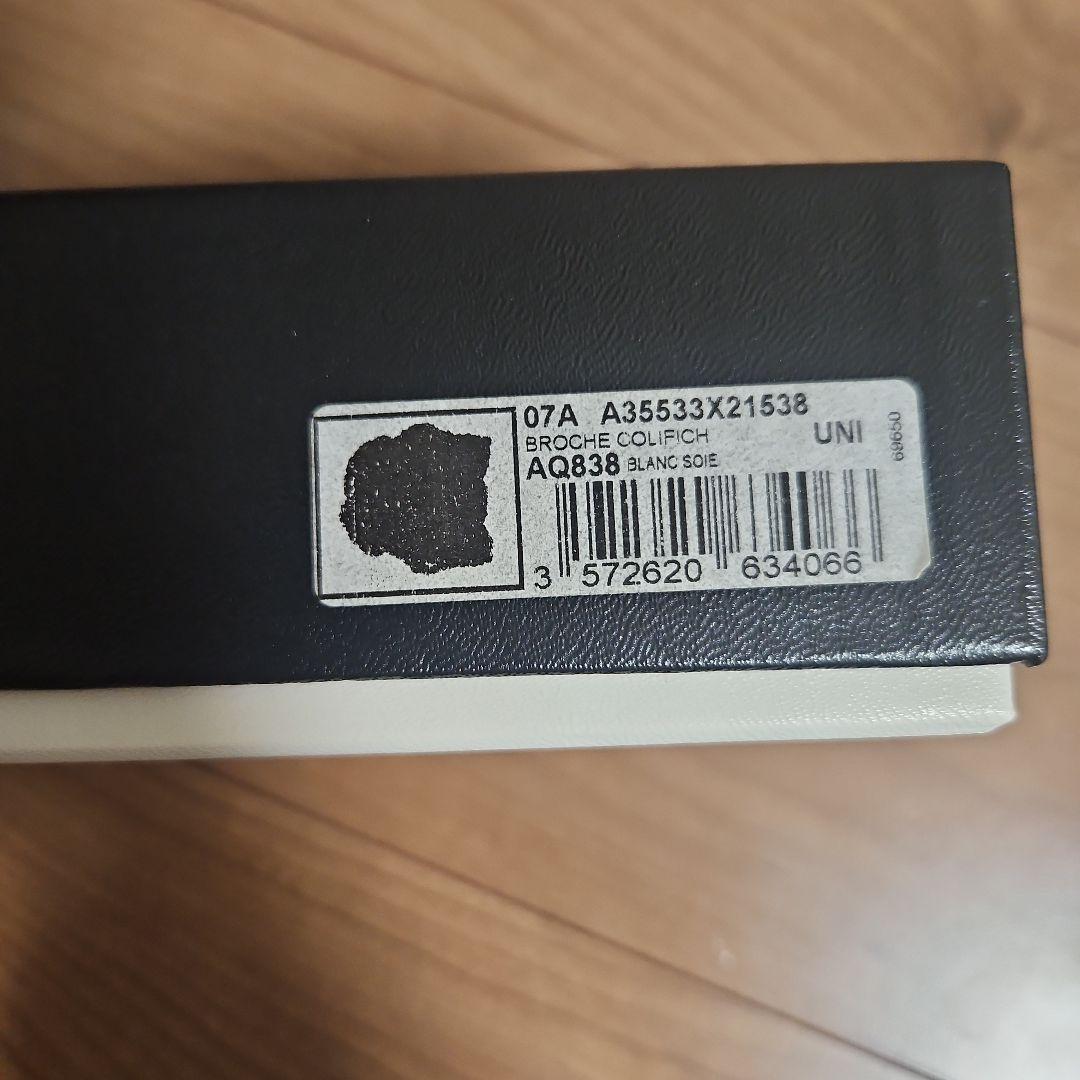 07A A35533X21538
BROCHE COLIFICH UNI
AQ838 BLANC SOIE
69650
3 572620 634066